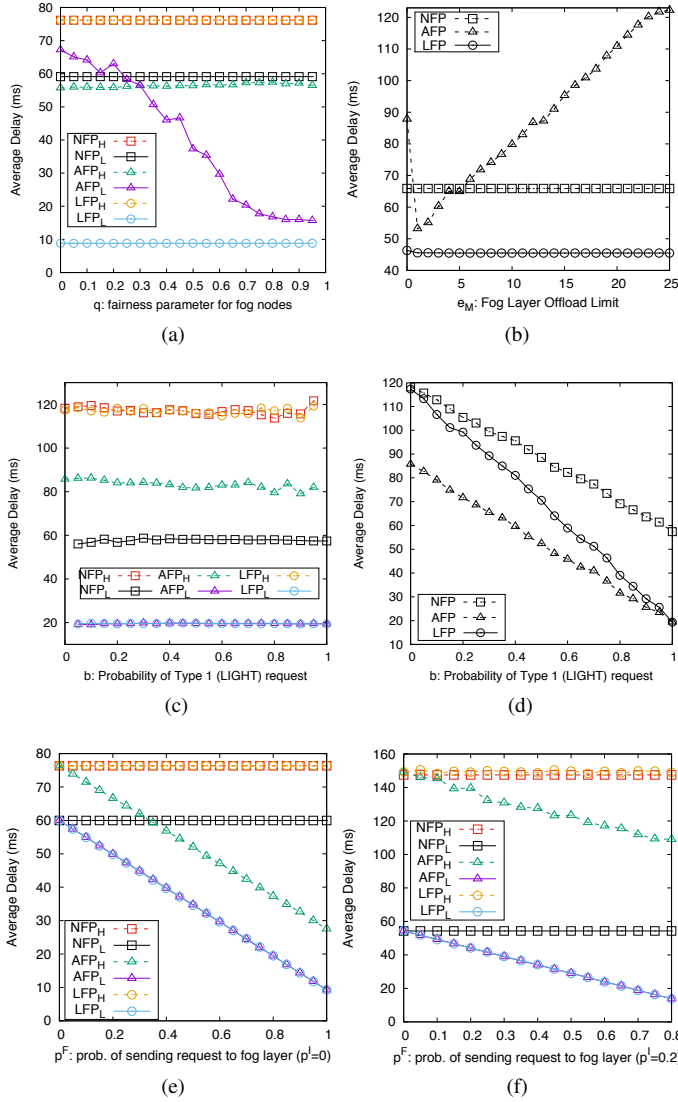 80
70
60
50
40
30
20
10
0
Average Delay (ms)
NFP_H
NFP_L
AFP_H
AFP_L
LFP_H
LFP_L
0 0.1 0.2 0.3 0.4 0.5 0.6 0.7 0.8 0.9 1
q: fairness parameter for fog nodes
(a)
120
110
100
90
80
70
60
50
40
Average Delay (ms)
NFP
AFP
LFP
0 5 10 15 20 25
e_M: Fog Layer Offload Limit
(b)
120
100
80
60
40
20
Average Delay (ms)
NFP_H AFP_H LFP_H
NFP_L AFP_L LFP_L
0 0.2 0.4 0.6 0.8 1
b: Probability of Type 1 (LIGHT) request
(c)
120
110
100
90
80
70
60
50
40
30
20
10
Average Delay (ms)
NFP
AFP
LFP
0 0.2 0.4 0.6 0.8 1
b: Probability of Type 1 (LIGHT) request
(d)
80
70
60
50
40
30
20
10
0
Average Delay (ms)
NFP_H
NFP_L
AFP_H
AFP_L
LFP_H
LFP_L
0 0.2 0.4 0.6 0.8 1
p^F: prob. of sending request to fog layer (p^I=0)
(e)
160
140
120
100
80
60
40
20
0
Average Delay (ms)
NFP_H
NFP_L
AFP_H
AFP_L
LFP_H
LFP_L
0 0.1 0.2 0.3 0.4 0.5 0.6 0.7 0.8
p^F: prob. of sending request to fog layer (p^I=0.2)
(f)